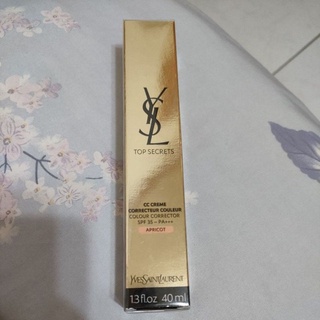 YSL
TOP SECRETS
CC CREME
CORRECTEUR COULEUR
COLOUR CORRECTOR
SPF 35 - PA+++
APRICOT
YVESSAINTLAURENT
1.3 fl oz 40 ml